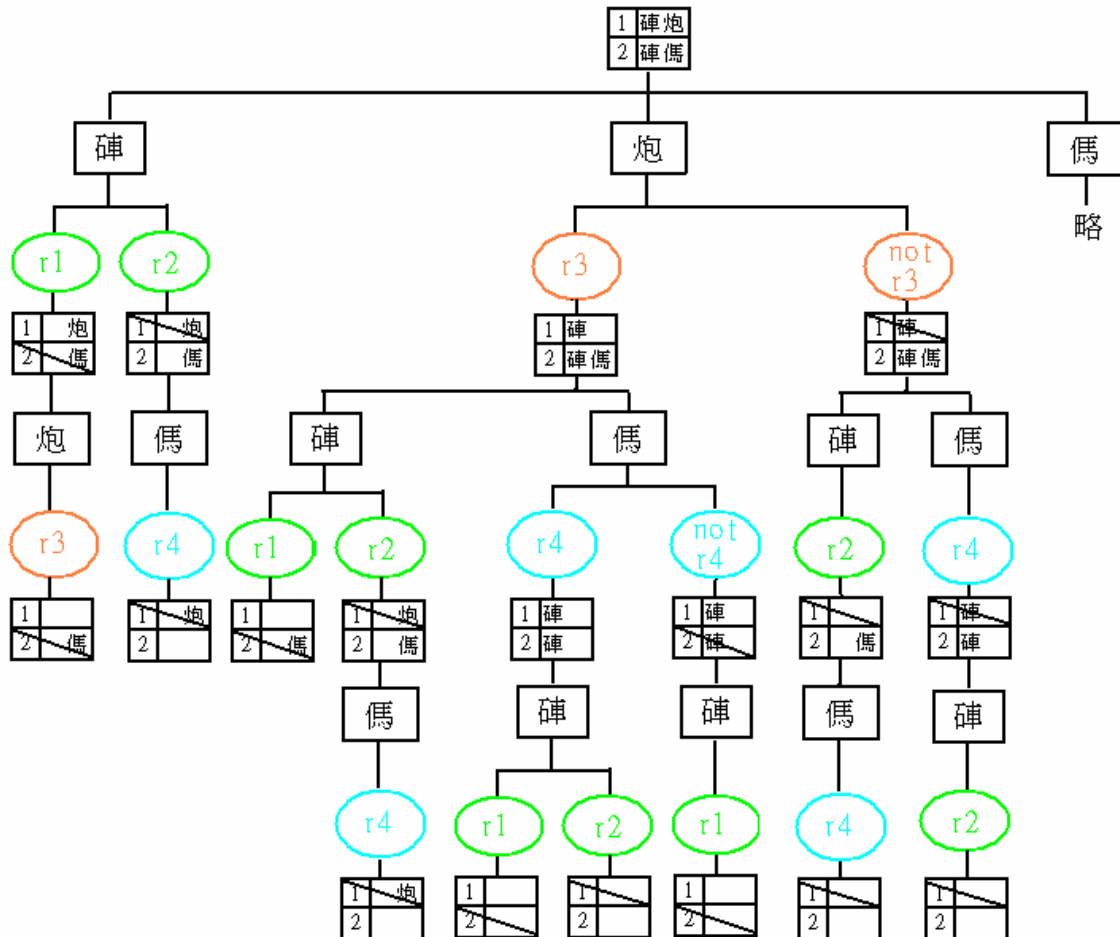 1 硨炮
2 硨傌
硨 炮 傌
略
r1 r2 r3 not
r3
1 炮 1 炮 1 硨 1 硨
2 傌 2 傌 2 硨傌 2 硨傌
炮 傌 硨 傌 硨 傌
r3 r4 r1 r2 r4 not
r4 r2 r4
1 1 炮 1 1 炮 1 硨 1 硨 1 1 硨
2 傌 2 2 傌 2 傌 2 硨 2 硨 2 傌 2 硨
傌 硨 硨 傌 硨
r4 r1 r2 r1 r4 r2
1 炮 1 1 1 1 1
2 2 2 2 2 2